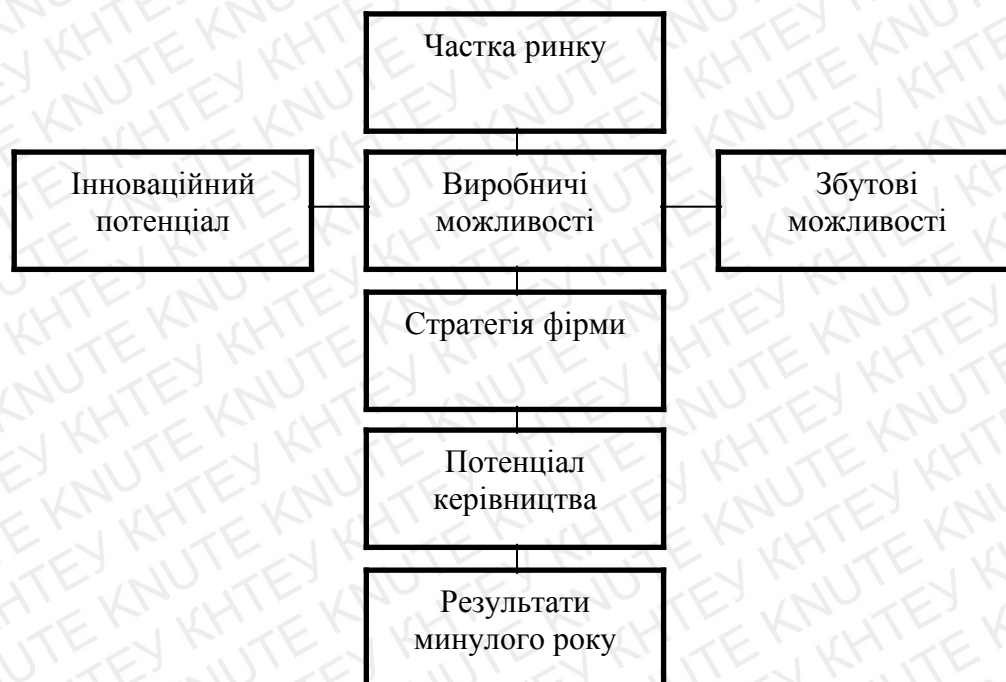 Частка ринку
Інноваційний
потенціал
Виробничі
можливості
Збутові
можливості
Стратегія фірми
Потенціал
керівництва
Результати
минулого року